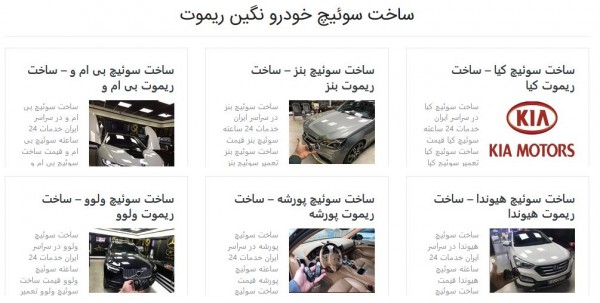 ساخت سوئیچ خودرو نگین ریموت
ساخت سوئیچ کیا – ساخت
ریموت کیا
ساخت سوئیچ کیا
در سراسر ایران
خدمات 24 ساعته
سوئیچ کیا قیمت
ساخت سوئیچ کیا
تعمیر سوئیچ کیا
KIA
KIA MOTORS
ساخت سوئیچ بنز – ساخت
ریموت بنز
ساخت سوئیچ بنز
در سراسر ایران
خدمات 24 ساعته
سوئیچ بنز قیمت
ساخت سوئیچ بنز
تعمیر سوئیچ بنز
ساخت سوئیچ بی ام و – ساخت
ریموت بی ام و
ساخت سوئیچ بی
ام و در سراسر
ایران خدمات 24
ساعته سوئیچ بی
ام و قیمت ساخت
سوئیچ بی ام و
ساخت سوئیچ هیوندا – ساخت
ریموت هیوندا
ساخت سوئیچ
هیوندا در سراسر
ایران خدمات 24
ساعته سوئیچ
هیوندا قیمت
ساخت سوئیچ
ساخت سوئیچ پورشه – ساخت
ریموت پورشه
ساخت سوئیچ
پورشه در سراسر
ایران خدمات 24
ساعته سوئیچ
پورشه قیمت
ساخت سوئیچ
ساخت سوئیچ ولوو – ساخت
ریموت ولوو
ساخت سوئیچ
ولوو در سراسر
ایران خدمات 24
ساعته سوئیچ
ولوو قیمت ساخت
سوئیچ ولوو تعمیر